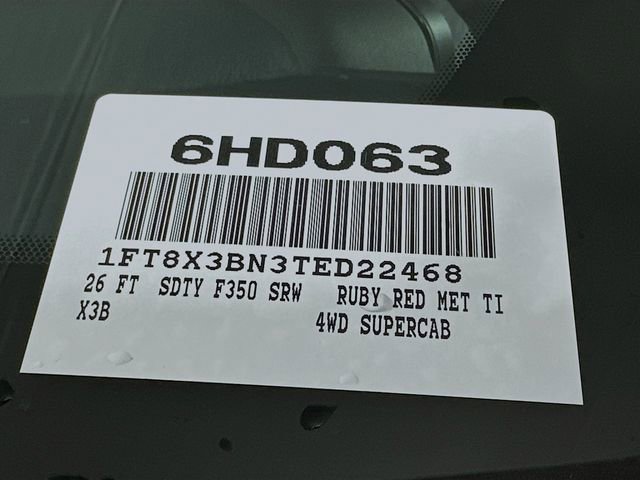 6HD063
1FT8X3BN3TED22468
26 FT SDTY F350 SRW RUBY RED MET TI
X3B 4WD SUPERCAB